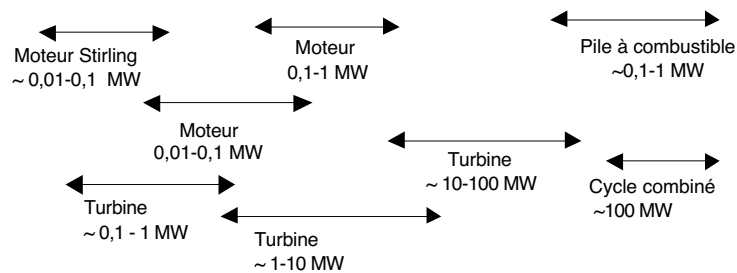 Moteur Stirling
~ 0,01-0,1 MW
Moteur
0,1-1 MW
Pile à combustible
~0,1-1 MW
Moteur
0,01-0,1 MW
Turbine
~ 10-100 MW
Cycle combiné
~100 MW
Turbine
~ 0,1 - 1 MW
Turbine
~ 1-10 MW